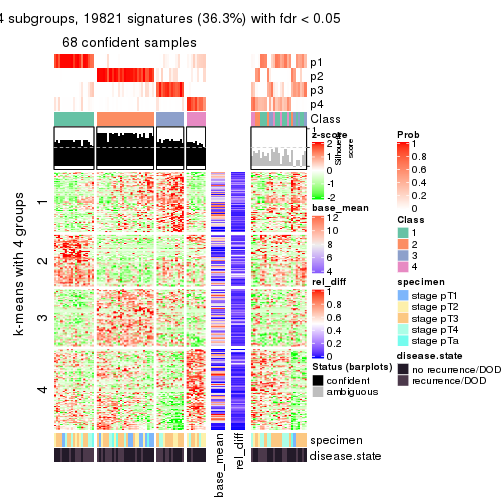 4 subgroups, 19821 signatures (36.3%) with fdr < 0.05
68 confident samples
p1
p2
p3
p4
Class
Silhouette
score
1
2
3
4
k-means with 4 groups
specimen
disease.state
base_mean
rel_diff
z-score
2
1
0
-1
-2
base_mean
12
10
8
6
4
rel_diff
1
0.8
0.6
0.4
0.2
0
Status (barplots)
confident
ambiguous
Prob
1
0.8
0.6
0.4
0.2
0
Class
1
2
3
4
specimen
stage pT1
stage pT2
stage pT3
stage pT4
stage pTa
disease.state
no recurrence/DOD
recurrence/DOD